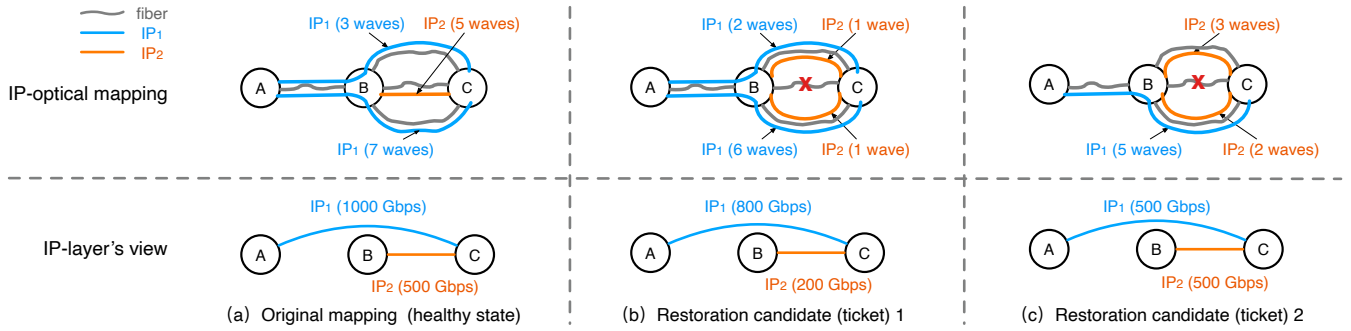 fiber
IP1
IP2
IP-optical mapping
IP1 (3 waves)
IP2 (5 waves)
A
B
C
IP1 (7 waves)
IP1 (2 waves)
IP2 (1 wave)
A
B
X
C
IP1 (6 waves)
IP2 (1 wave)
IP2 (3 waves)
A
B
X
C
IP1 (5 waves)
IP2 (2 waves)
IP-layer's view
IP1 (1000 Gbps)
A
B
C
IP2 (500 Gbps)
IP1 (800 Gbps)
A
B
C
IP2 (200 Gbps)
IP1 (500 Gbps)
A
B
C
IP2 (500 Gbps)
(a) Original mapping (healthy state)
(b) Restoration candidate (ticket) 1
(c) Restoration candidate (ticket) 2